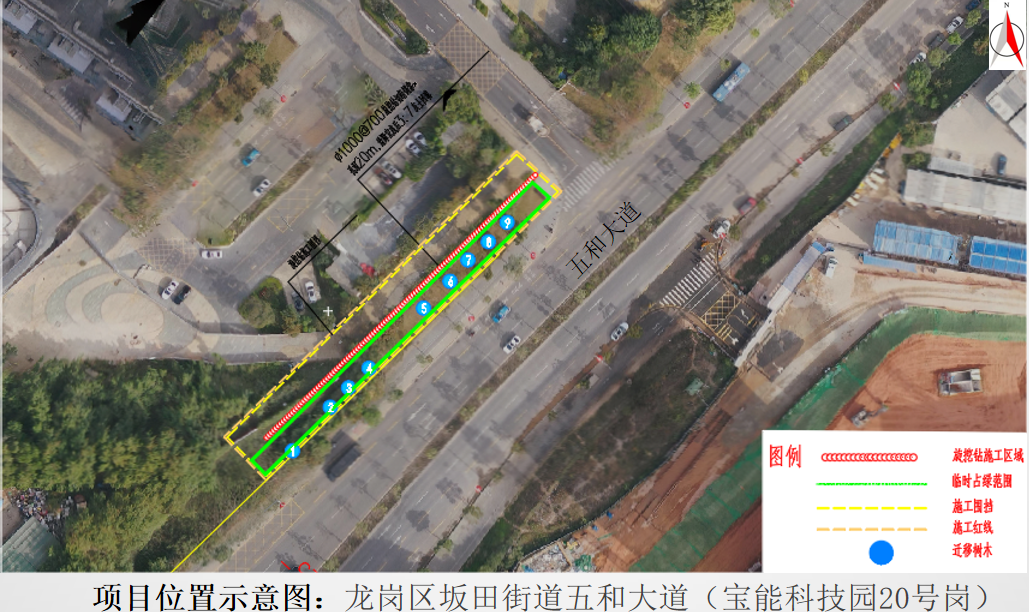 N
ø1000@700
五和大道
1
2
3
4
5
6
7
8
9
图例
旋挖钻施工区域
临时占绿范围
施工围挡
施工红线
迁移树木
项目位置示意图：龙岗区坂田街道五和大道（宝能科技园20号岗）